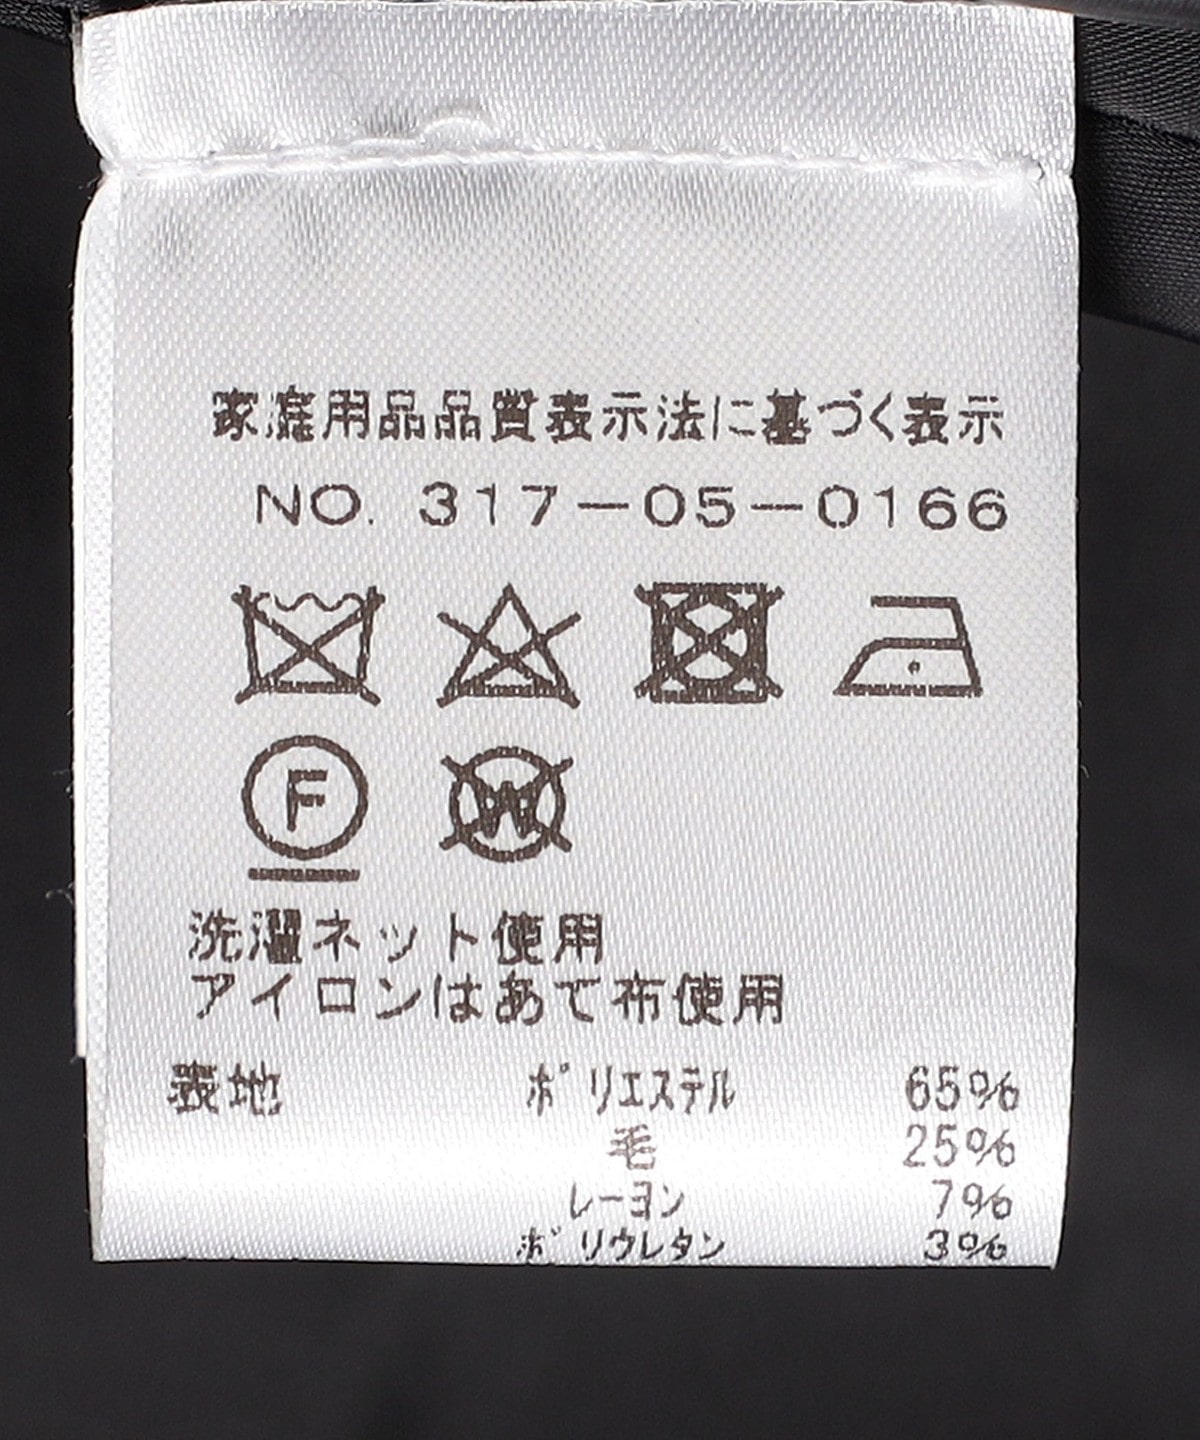 家庭用品品質表示法に基づく表示
NO. 317-05-0166
F W
洗濯ネット使用
アイロンはあて布使用
表地 ポリエステル 65%
毛 25%
レーヨン 7%
ポリウレタン 3%